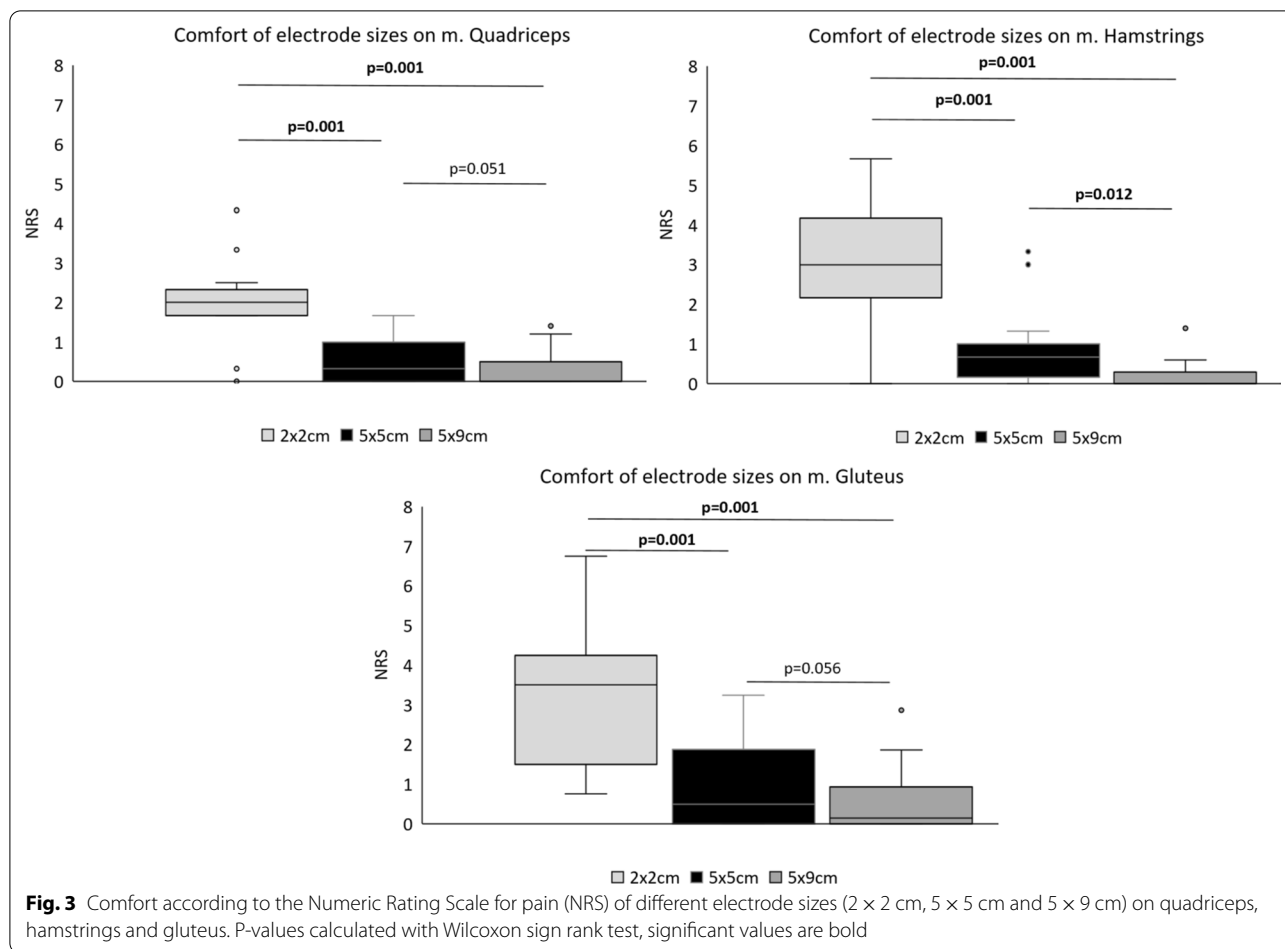 Comfort of electrode sizes on m. Quadriceps
8
7
6
5
4
3
2
1
0
NRS
p=0.001
p=0.001
p=0.051
2x2cm 5x5cm 5x9cm
Comfort of electrode sizes on m. Hamstrings
8
7
6
5
4
3
2
1
0
NRS
p=0.001
p=0.001
p=0.012
2x2cm 5x5cm 5x9cm
Comfort of electrode sizes on m. Gluteus
8
7
6
5
4
3
2
1
0
NRS
p=0.001
p=0.001
p=0.056
2x2cm 5x5cm 5x9cm
Fig. 3 Comfort according to the Numeric Rating Scale for pain (NRS) of different electrode sizes (2 × 2 cm, 5 × 5 cm and 5 × 9 cm) on quadriceps,
hamstrings and gluteus. P-values calculated with Wilcoxon sign rank test, significant values are bold